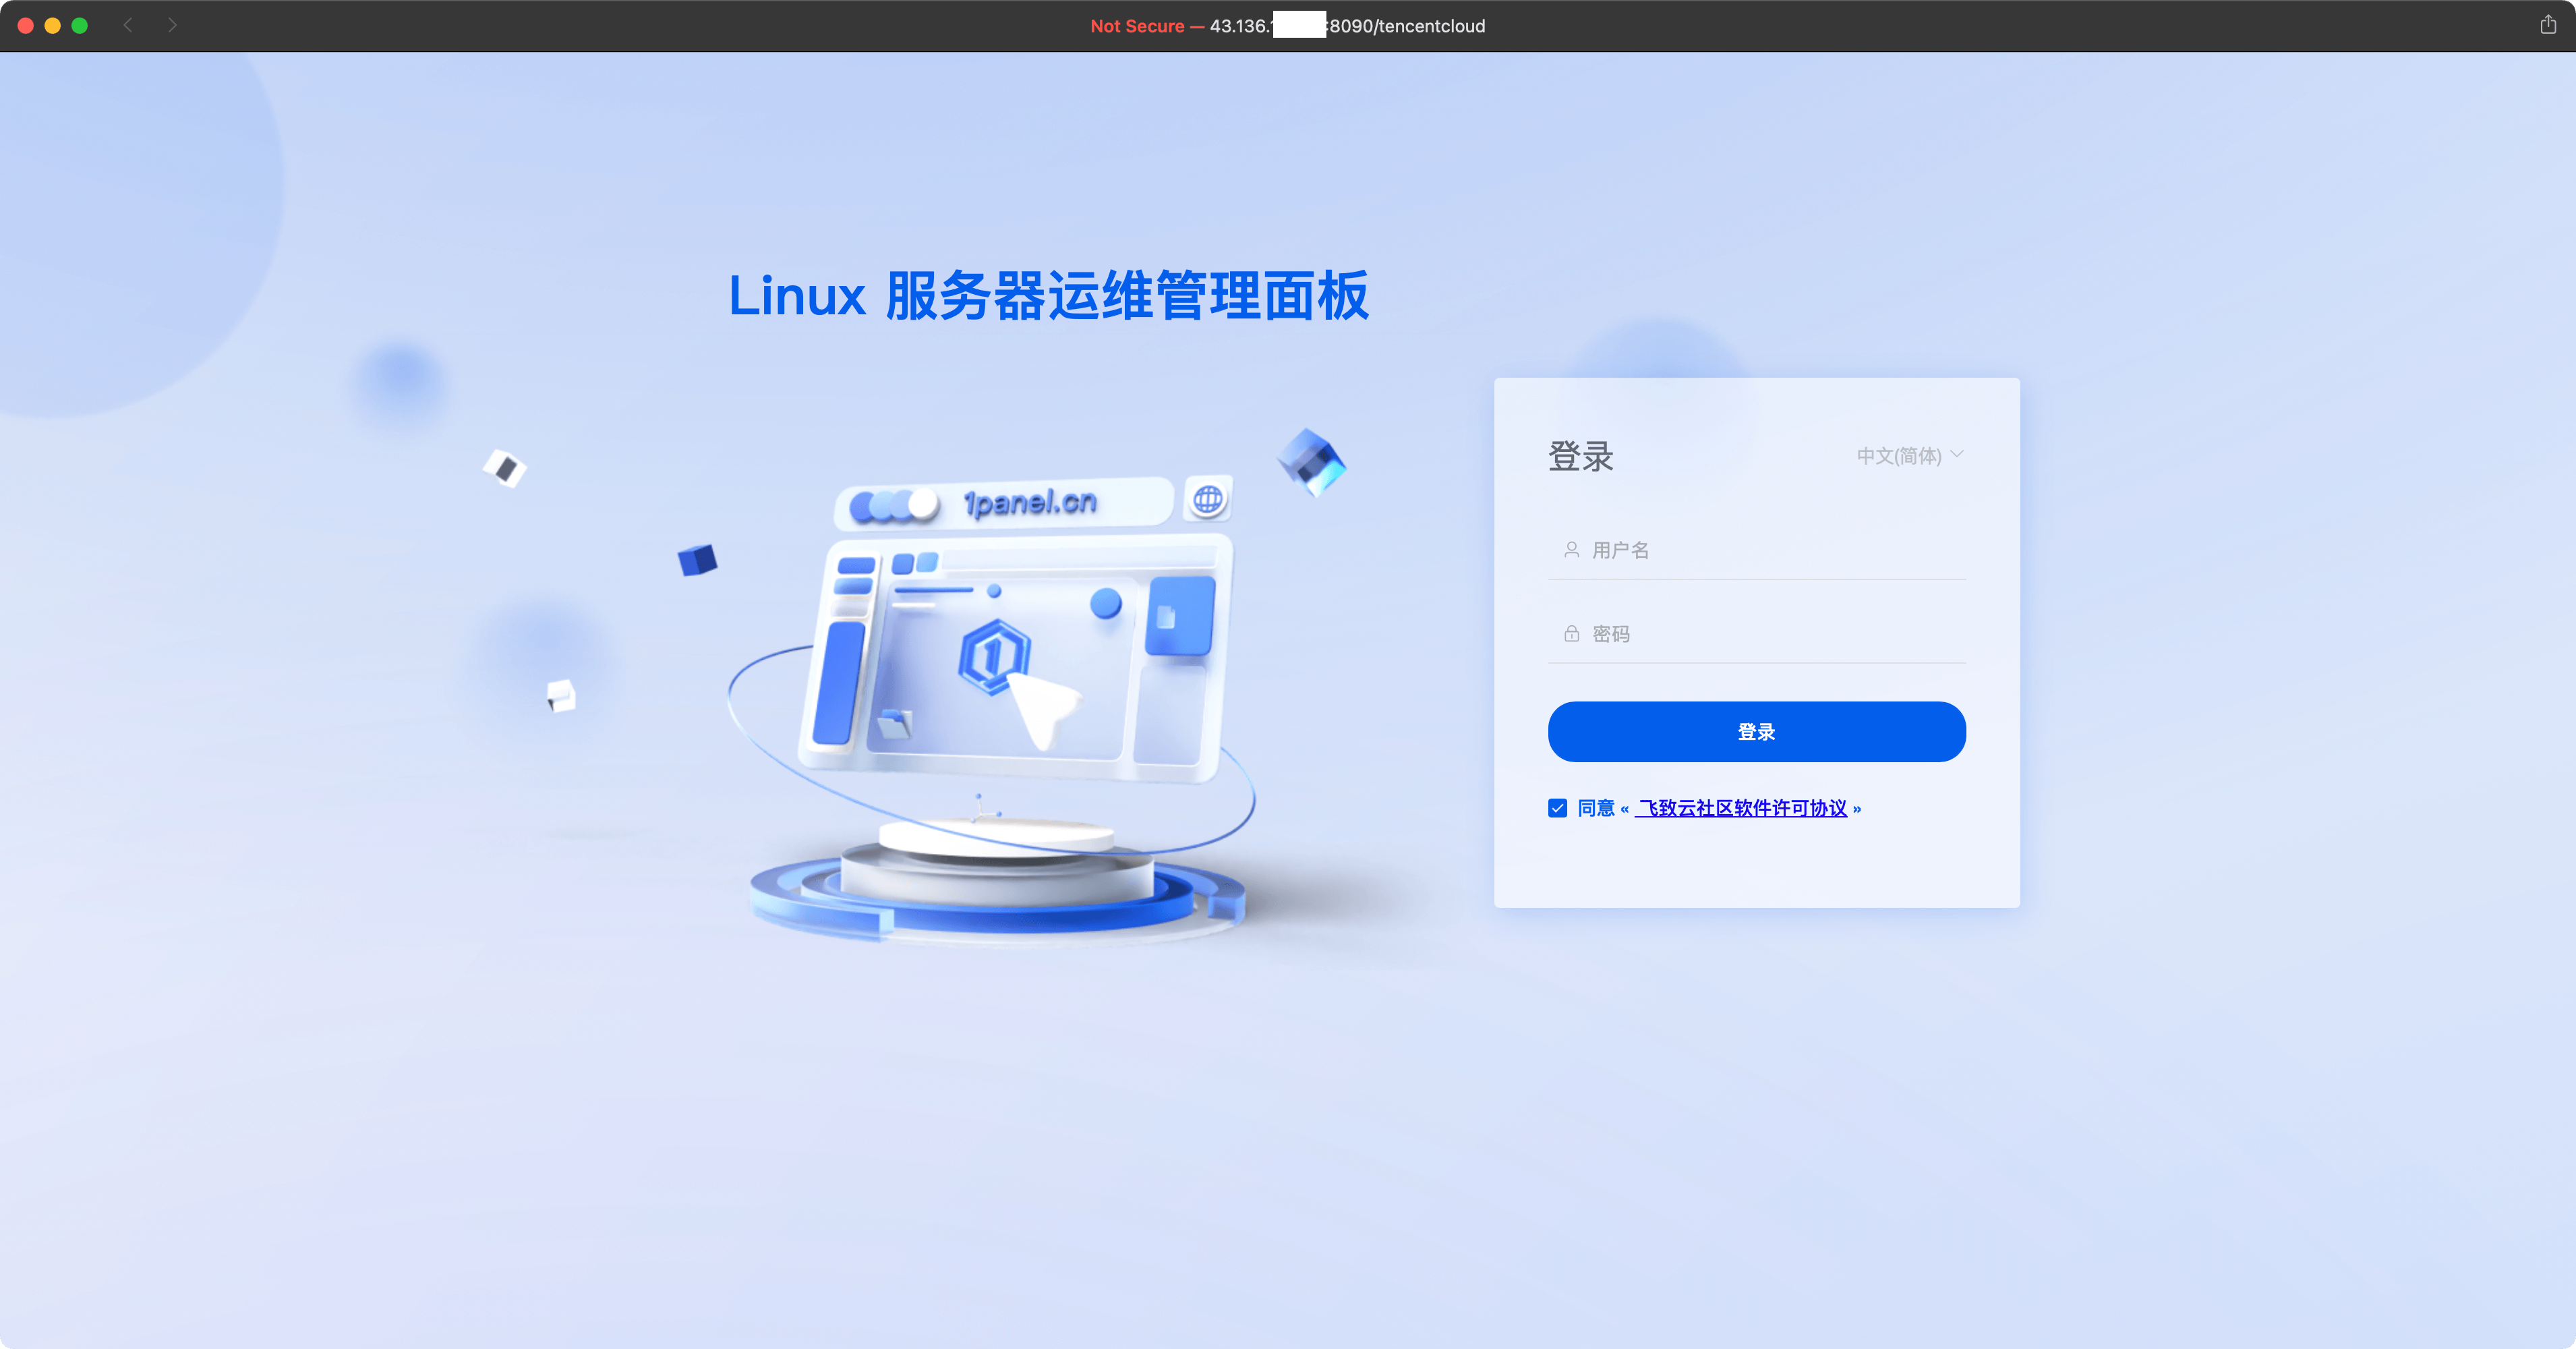 Not Secure — 43.136. :8090/tencentcloud
Linux 服务器运维管理面板
1panel.cn
1
登录
中文(简体)
用户名
密码
登录
同意 « 飞致云社区软件许可协议 »